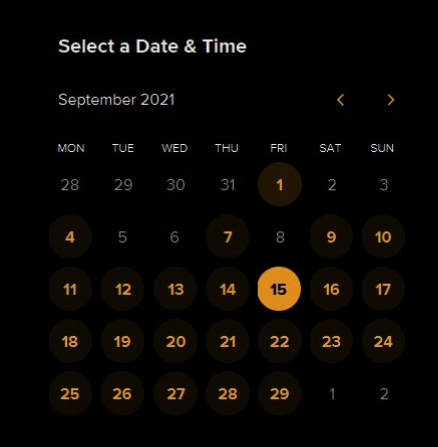 Select a Date & Time
September 2021
MON TUE WED THU FRI SAT SUN
28 29 30 31 1 2 3
4 5 6 7 8 9 10
11 12 13 14 15 16 17
18 19 20 21 22 23 24
25 26 27 28 29 1 2